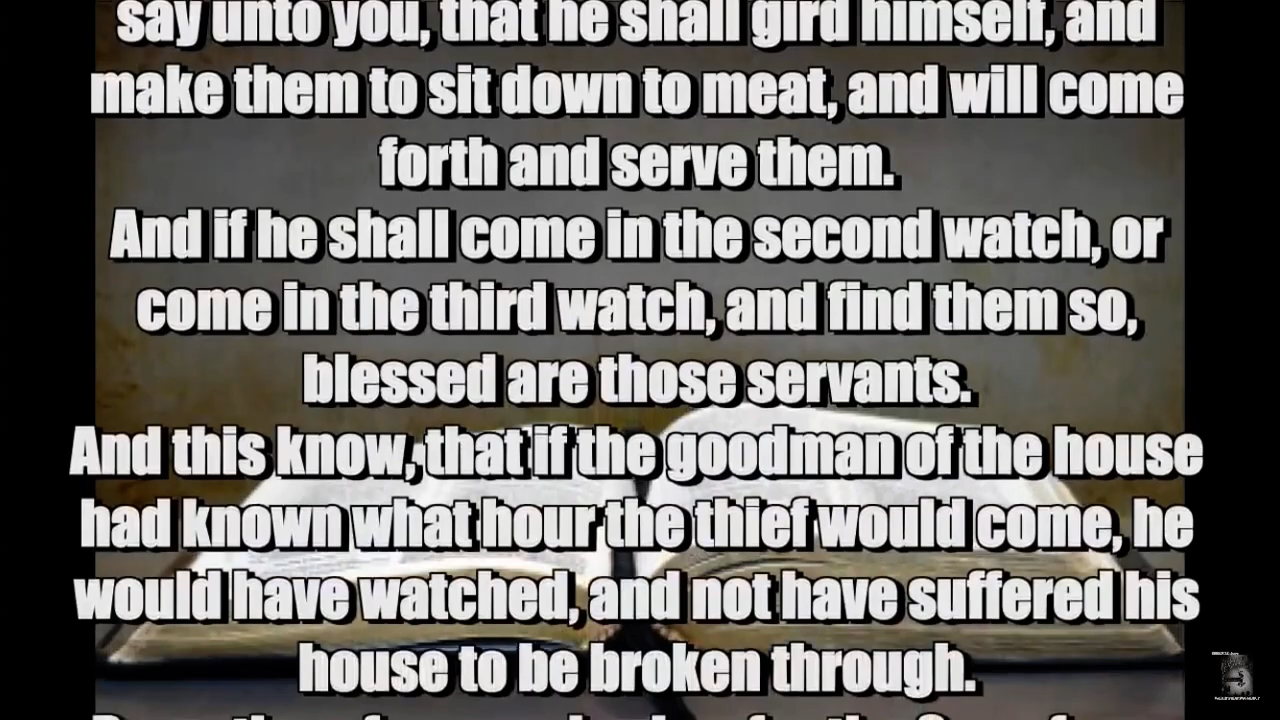 say unto you, that he shall gird himself, and
make them to sit down to meat, and will come
forth and serve them.
And if he shall come in the second watch, or
come in the third watch, and find them so,
blessed are those servants.
And this know, that if the goodman of the house
had known what hour the thief would come, he
would have watched, and not have suffered his
house to be broken through.